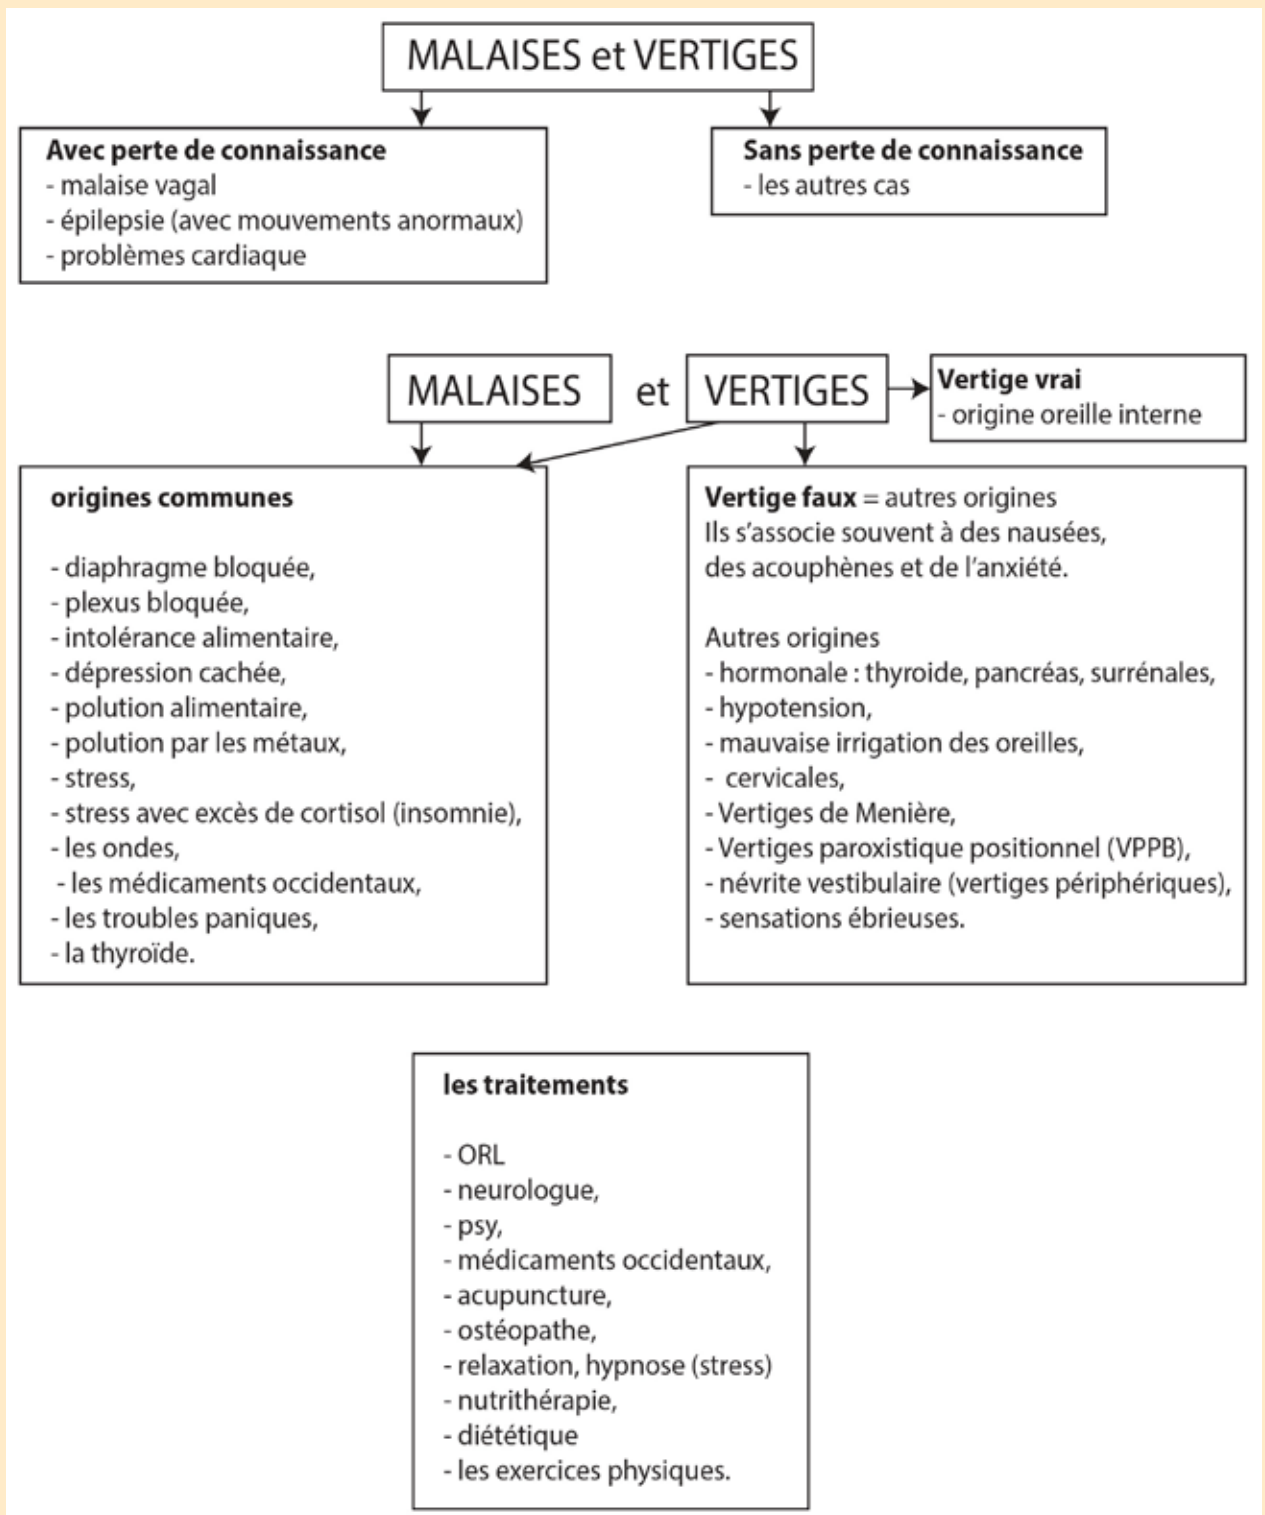 MALAISES et VERTIGES
Avec perte de connaissance
- malaise vagal
- épilepsie (avec mouvements anormaux)
- problèmes cardiaque
Sans perte de connaissance
- les autres cas
MALAISES et VERTIGES
Vertige vrai
- origine oreille interne
origines communes
- diaphragme bloquée,
- plexus bloquée,
- intolérance alimentaire,
- dépression cachée,
- polution alimentaire,
- polution par les métaux,
- stress,
- stress avec excès de cortisol (insomnie),
- les ondes,
- les médicaments occidentaux,
- les troubles paniques,
- la thyroïde.
Vertige faux = autres origines
Ils s'associe souvent à des nausées,
des acouphènes et de l'anxiété.
Autres origines
- hormonale : thyroide, pancréas, surrénales,
- hypotension,
- mauvaise irrigation des oreilles,
- cervicales,
- Vertiges de Menière,
- Vertiges paroxistique positionnel (VPPB),
- névrite vestibulaire (vertiges périphériques),
- sensations ébrieuses.
les traitements
- ORL
- neurologue,
- psy,
- médicaments occidentaux,
- acupuncture,
- ostéopathe,
- relaxation, hypnose (stress)
- nutrithérapie,
- diététique
- les exercices physiques.